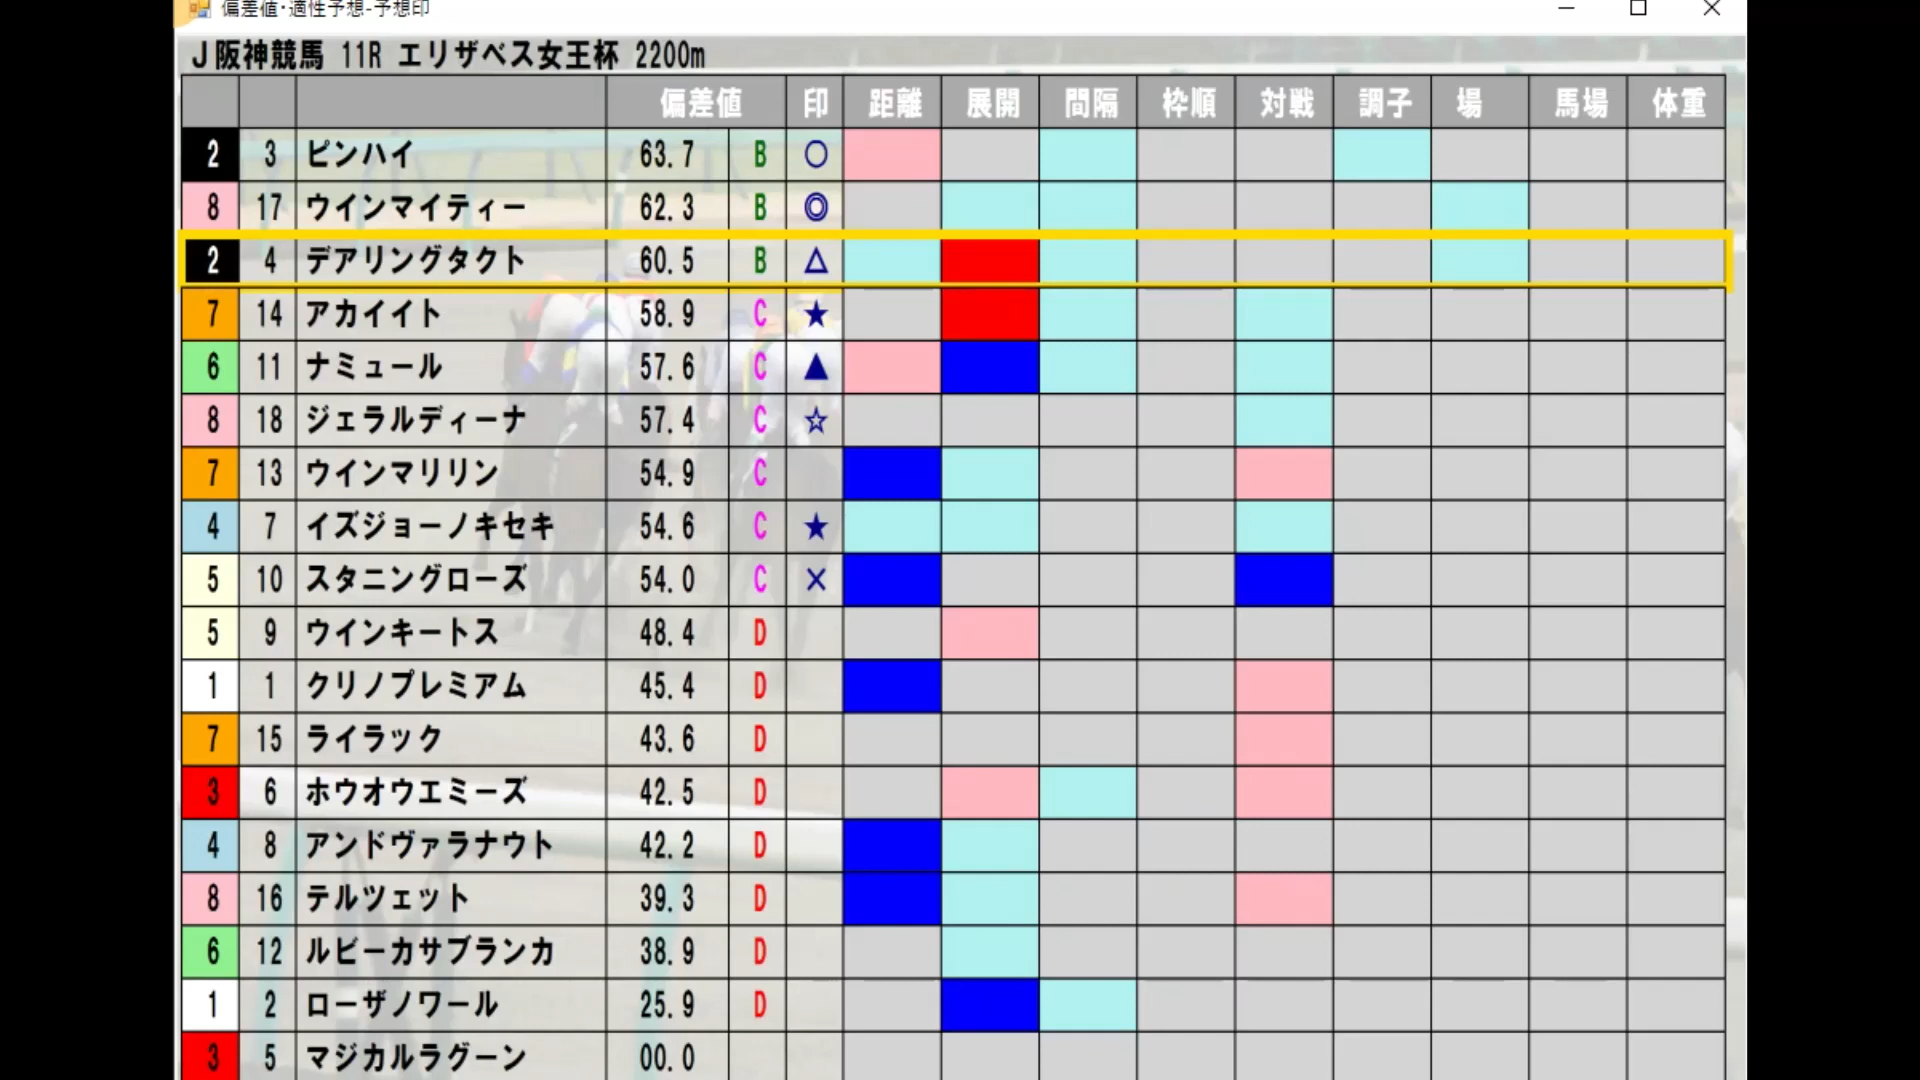 偏差値・適性予想-予想印
J阪神競馬 11R エリザベス女王杯 2200m
偏差値 印 距離 展開 間隔 枠順 対戦 調子 場 馬場 体重
2 3 ピンハイ 63.7 B ○
8 17 ウインマイティー 62.3 B ◎
2 4 デアリングタクト 60.5 B △
7 14 アカイイト 58.9 C ★
6 11 ナミュール 57.6 C ▲
8 18 ジェラルディーナ 57.4 C ☆
7 13 ウインマリリン 54.9 C
4 7 イズジョーノキセキ 54.6 C ★
5 10 スタニングローズ 54.0 C ×
5 9 ウインキートス 48.4 D
1 1 クリノプレミアム 45.4 D
7 15 ライラック 43.6 D
3 6 ホウオウエミーズ 42.5 D
4 8 アンドヴァラナウト 42.2 D
8 16 テルツェット 39.3 D
6 12 ルビーカサブランカ 38.9 D
1 2 ローザノワール 25.9 D
3 5 マジカルラグーン 00.0